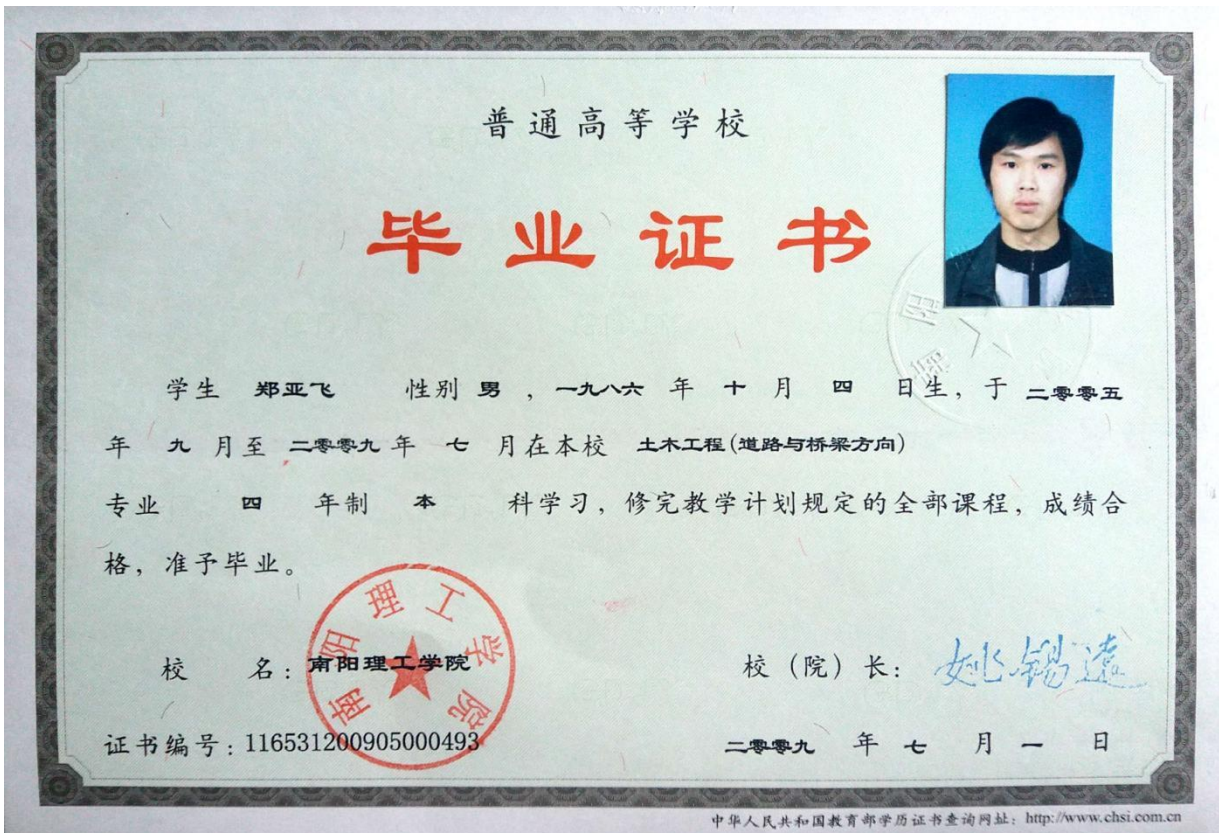 普通高等学校
毕业证书
学生 郑亚飞 性别 男 ，一九八六 年 十 月 四 日生，于 二零零五
年 九 月至 二零零九 年 七 月在本校 土木工程(道路与桥梁方向)
专业 四 年制 本 科学习，修完教学计划规定的全部课程，成绩合
格，准予毕业。
南阳理工学院
校 名：南阳理工学院
校（院）长：姚锡远
证书编号：116531200905000493
二零零九 年 七 月 一 日
中华人民共和国教育部学历证书查询网址：http://www.chsi.com.cn